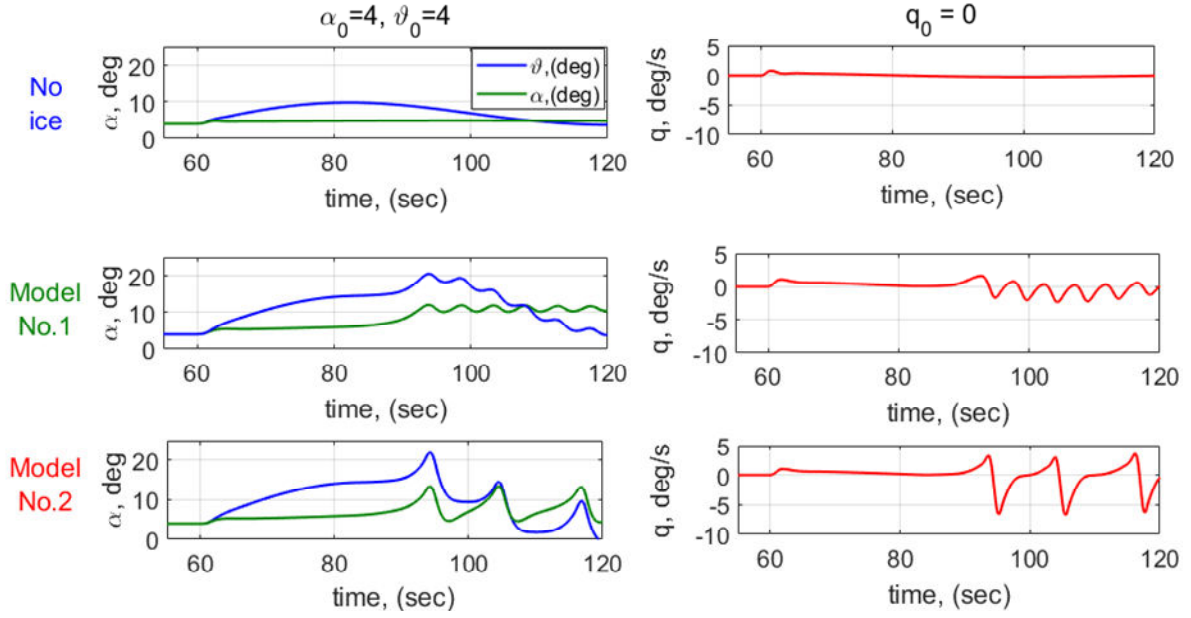 α₀=4, ϑ₀=4
q₀ = 0
No
ice
α, deg
20
10
0
ϑ,(deg)
α,(deg)
60
80
100
120
time, (sec)
q, deg/s
5
0
-5
-10
60
80
100
120
time, (sec)
Model
No.1
α, deg
20
10
0
60
80
100
120
time, (sec)
q, deg/s
5
0
-5
-10
60
80
100
120
time, (sec)
Model
No.2
α, deg
20
10
0
60
80
100
120
time, (sec)
q, deg/s
5
0
-5
-10
60
80
100
120
time, (sec)